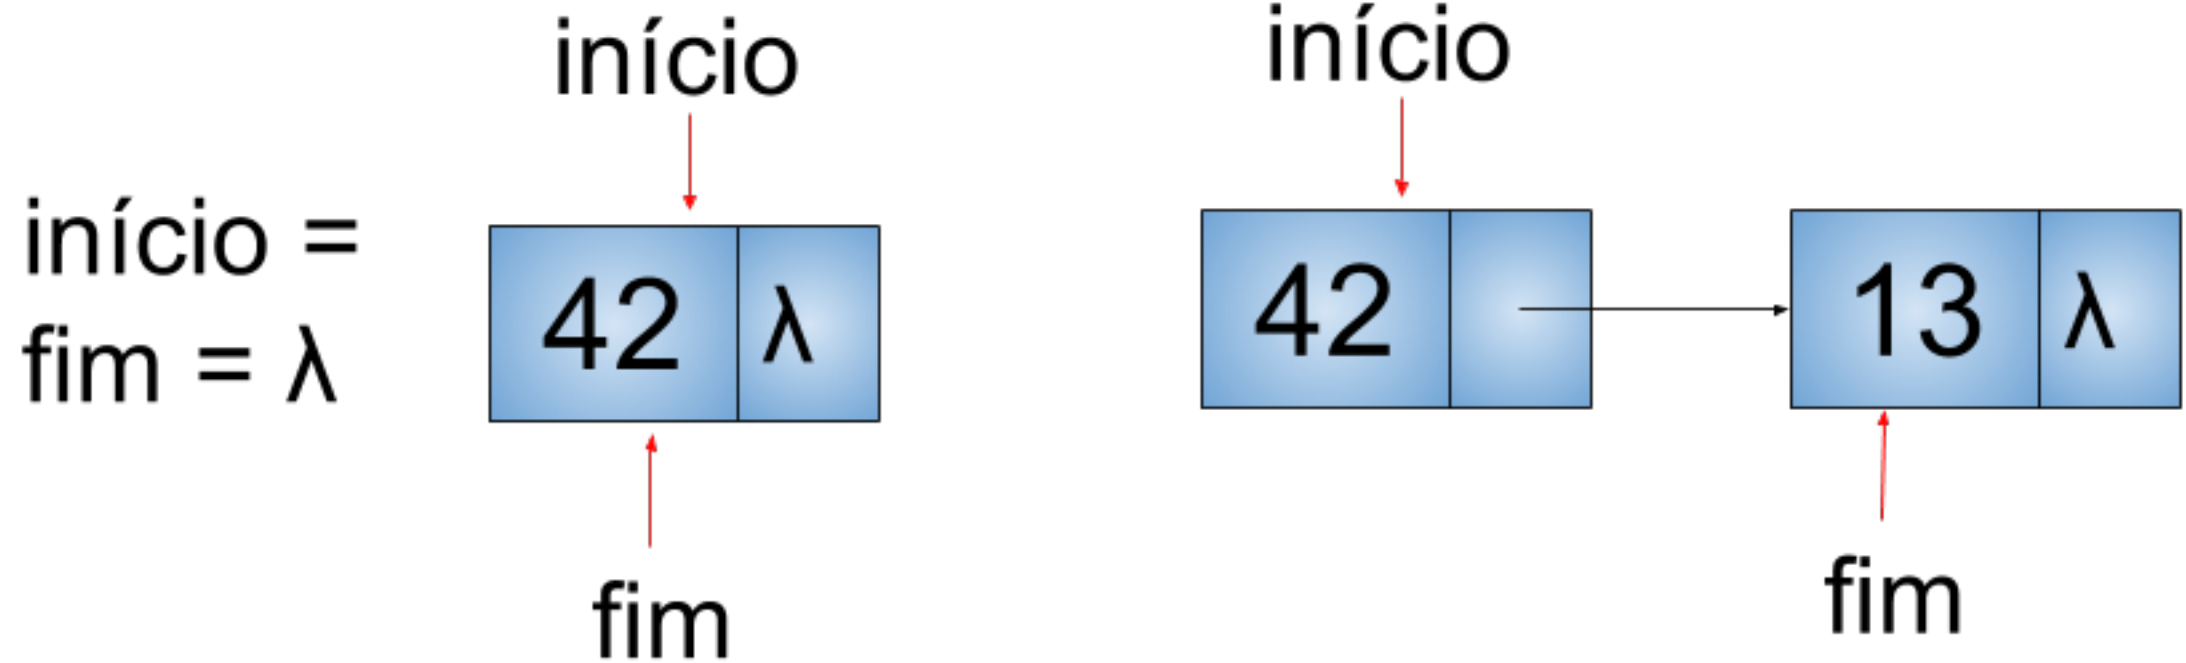 início =
fim = λ
início
42 λ
fim
início
42
13 λ
fim